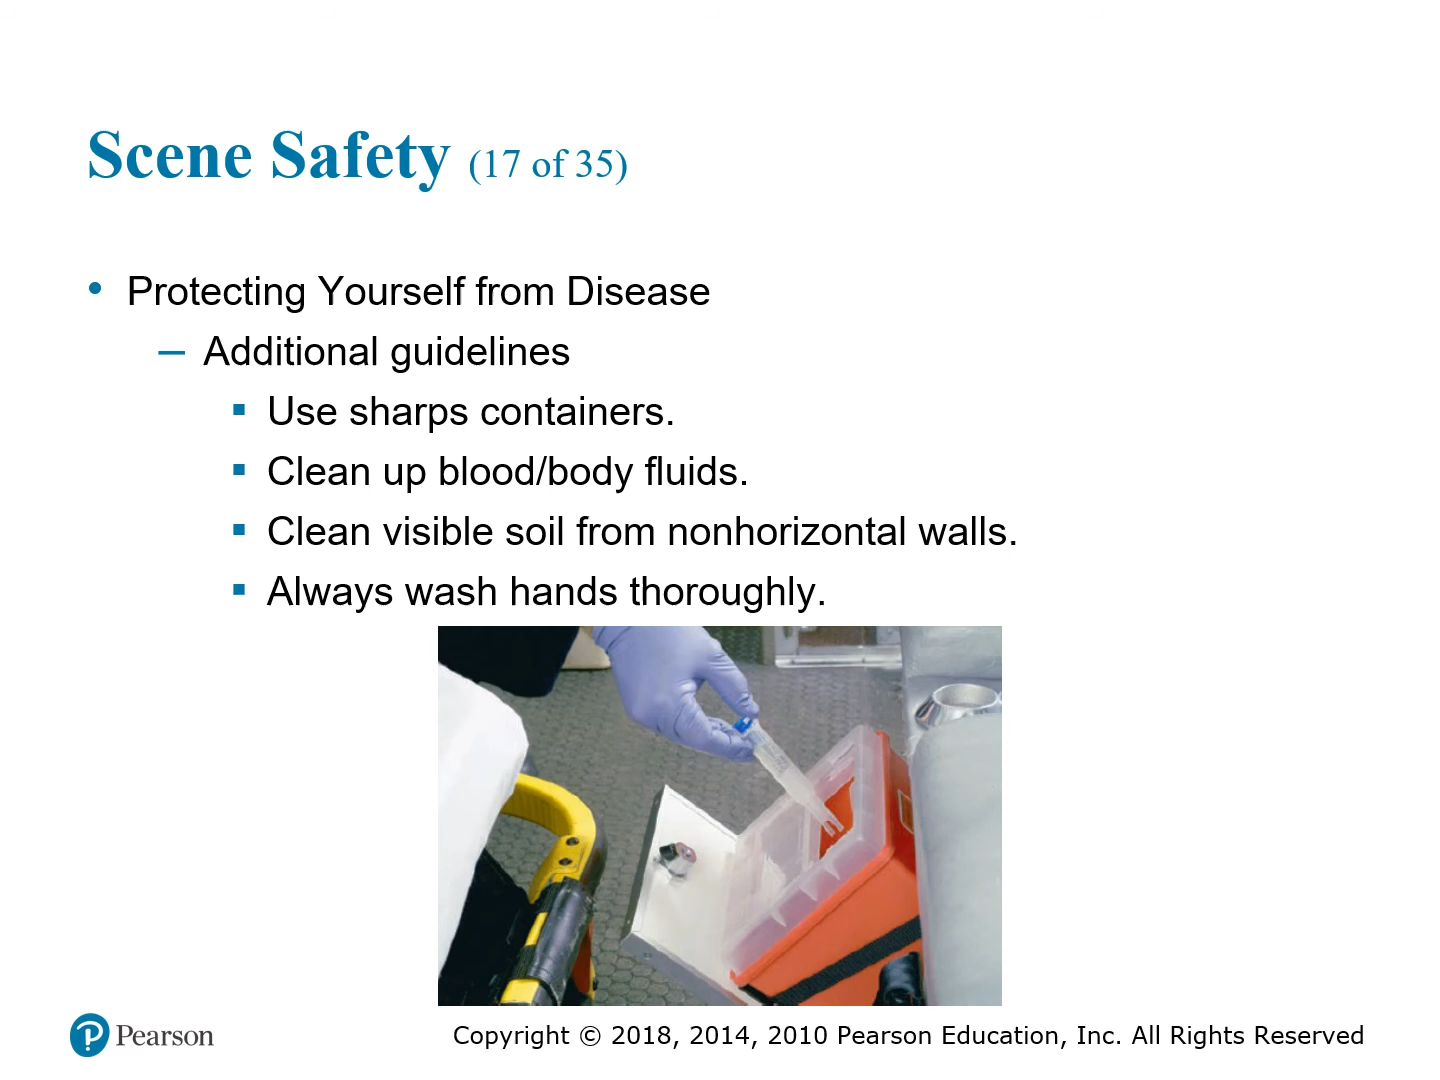 Scene Safety (17 of 35)
• Protecting Yourself from Disease
– Additional guidelines
▪ Use sharps containers.
▪ Clean up blood/body fluids.
▪ Clean visible soil from nonhorizontal walls.
▪ Always wash hands thoroughly.
Pearson
Copyright © 2018, 2014, 2010 Pearson Education, Inc. All Rights Reserved